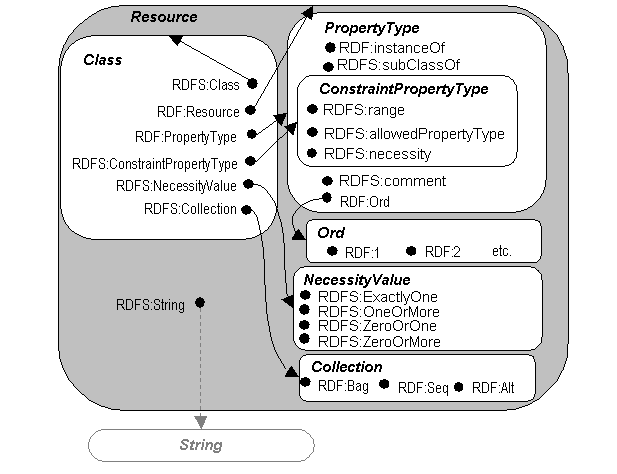 Resource
Class
RDFS:Class
RDF:Resource
RDF:PropertyType
RDFS:ConstraintPropertyType
RDFS:NecessityValue
RDFS:Collection
PropertyType
RDF:instanceOf
RDFS:subClassOf
ConstraintPropertyType
RDFS:range
RDFS:allowedPropertyType
RDFS:necessity
RDFS:comment
RDF:Ord
Ord
RDF:1 RDF:2 etc.
NecessityValue
RDFS:ExactlyOne
RDFS:OneOrMore
RDFS:ZeroOrOne
RDFS:ZeroOrMore
Collection
RDF:Bag RDF:Seq RDF:Alt
RDFS:String
String